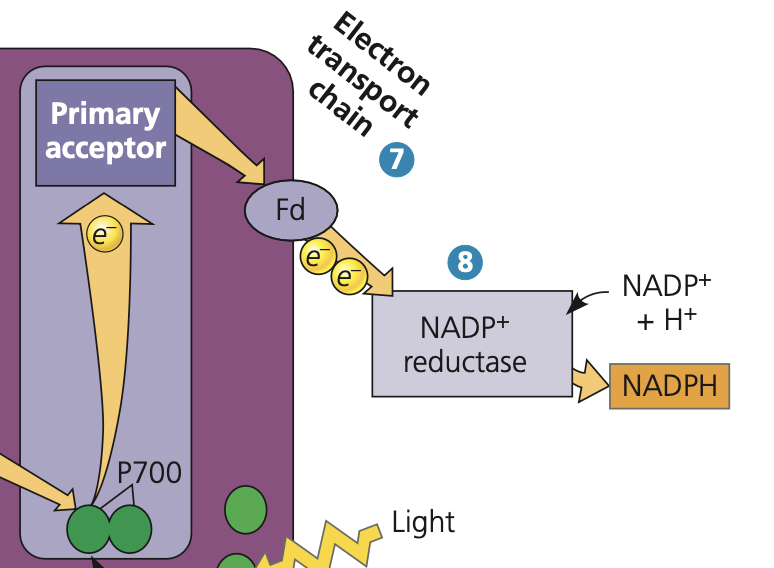 Electron
transport
chain
7
Primary
acceptor
e⁻
Fd
e⁻
e⁻
8
NADP⁺
+ H⁺
NADP⁺
reductase
NADPH
P700
Light